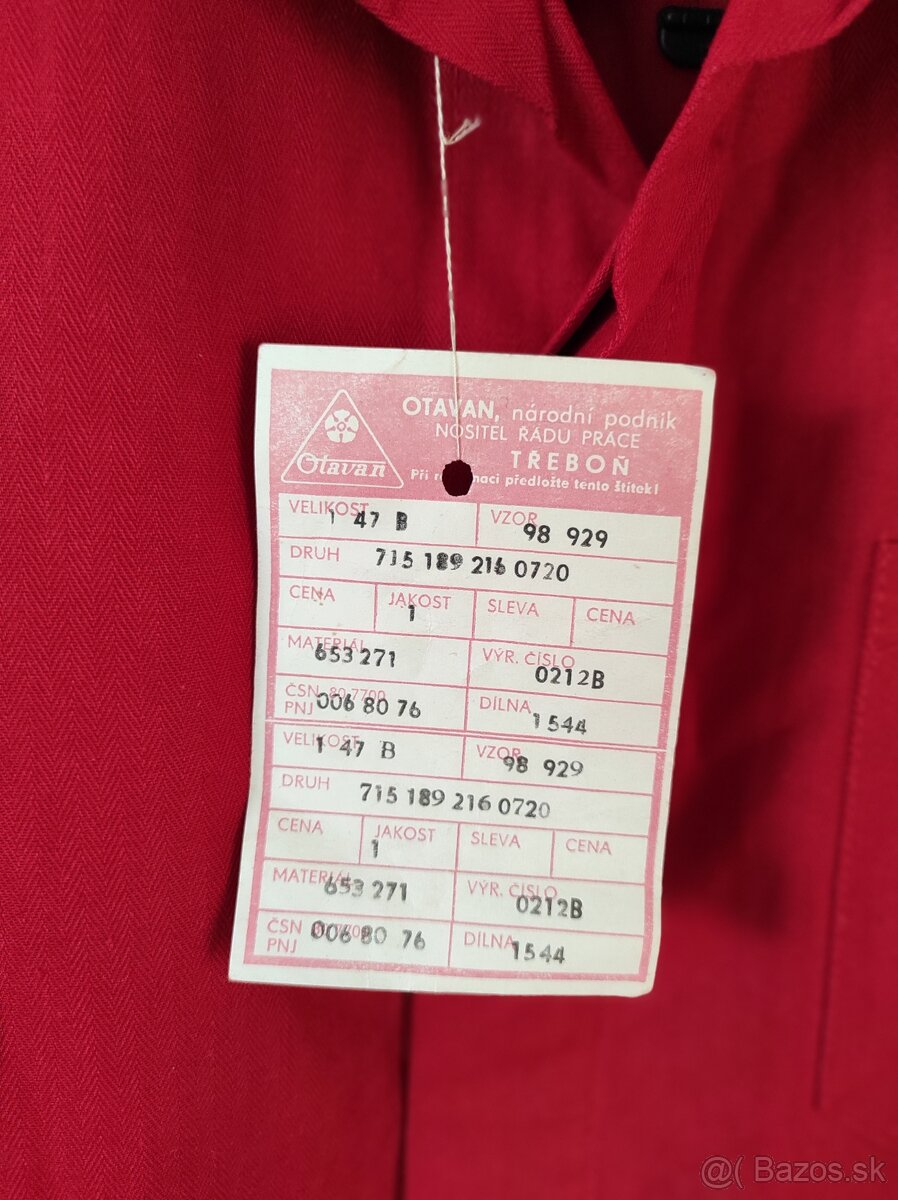 OTAVAN, národní podnik
NOSITEL ŘÁDU PRÁCE
TŘEBOŇ
Otavan
Při předložte tento štítek!
VELIKOST 1 47 B VZOR 98 929
DRUH 715 189 216 0720
CENA JAKOST 1 SLEVA CENA
MATERIÁL 653 271 VÝR. ČÍSLO 0212B
ČSN 80 7700
PNJ 006 80 76 DÍLNA 1544
VELIKOST 1 47 B VZOR 98 929
DRUH 715 189 216 0720
CENA JAKOST 1 SLEVA CENA
MATERIÁL 653 271 VÝR. ČÍSLO 0212B
ČSN 80 7700
PNJ 006 80 76 DÍLNA 1544
@( Bazos.sk